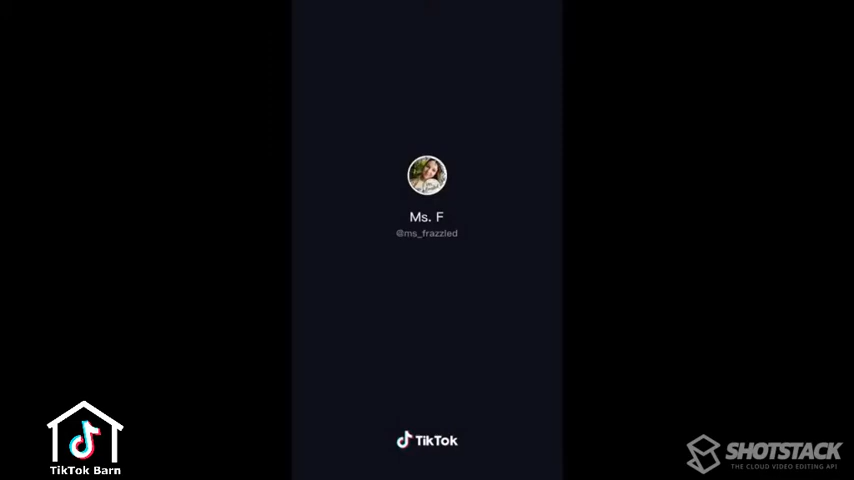 Ms. F
@ms_frazzled
TikTok
TikTok Barn
SHOTSTACK
THE CLOUD VIDEO EDITING API